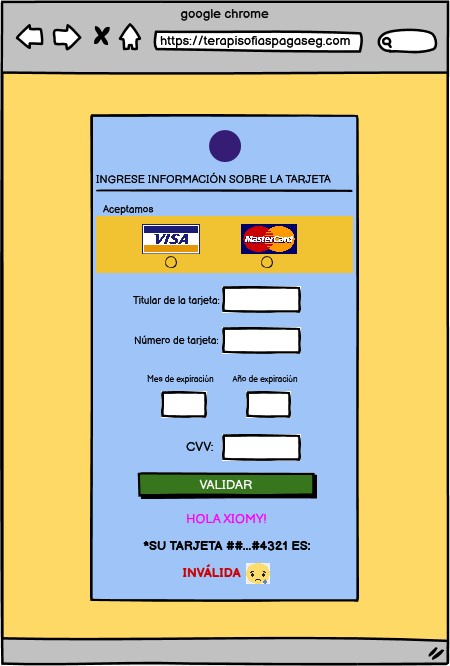 google chrome
https://terapisofiaspagaseg.com
INGRESE INFORMACIÓN SOBRE LA TARJETA
Aceptamos
VISA MasterCard
Titular de la tarjeta:
Número de tarjeta:
Mes de expiración Año de expiración
CVV:
VALIDAR
HOLA XIOMY!
*SU TARJETA ##...#4321 ES:
INVÁLIDA